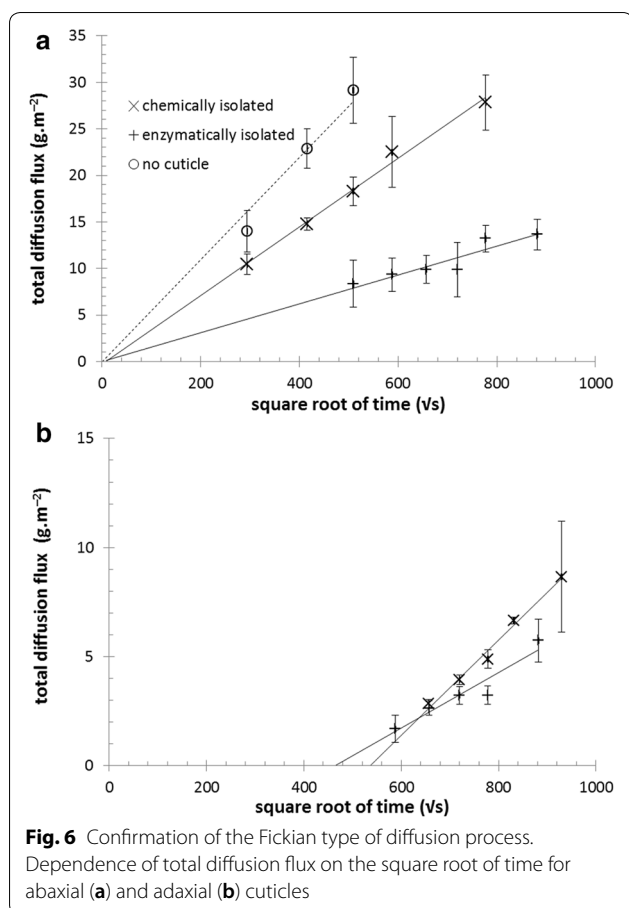 a
35
30
25
20
15
10
5
0
total diffusion flux (g.m⁻²)
× chemically isolated
+ enzymatically isolated
○ no cuticle
0 200 400 600 800 1000
square root of time (√s)
b
15
10
5
0
total diffusion flux (g.m⁻²)
0 200 400 600 800 1000
square root of time (√s)
Fig. 6 Confirmation of the Fickian type of diffusion process.
Dependence of total diffusion flux on the square root of time for
abaxial (a) and adaxial (b) cuticles